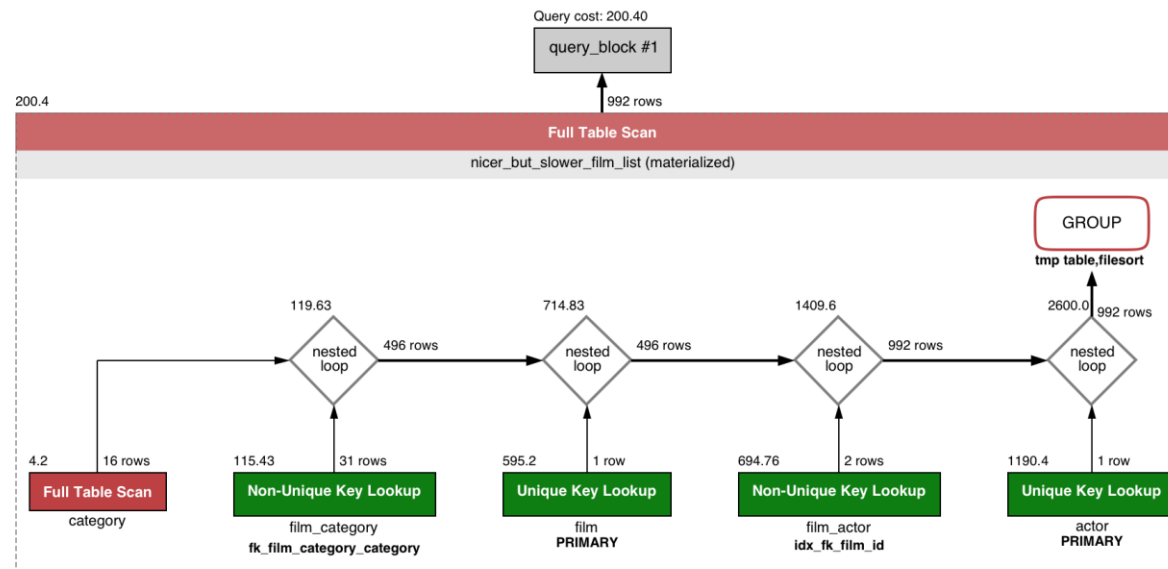 Query cost: 200.40
query_block #1
200.4
992 rows
Full Table Scan
nicer_but_slower_film_list (materialized)
GROUP
tmp table,filesort
119.63
714.83
1409.6
2600.0
992 rows
nested
loop
496 rows
nested
loop
496 rows
nested
loop
992 rows
nested
loop
4.2
16 rows
115.43
31 rows
595.2
1 row
694.76
2 rows
1190.4
1 row
Full Table Scan
Non-Unique Key Lookup
Unique Key Lookup
Non-Unique Key Lookup
Unique Key Lookup
category
film_category
film
film_actor
actor
fk_film_category_category
PRIMARY
idx_fk_film_id
PRIMARY